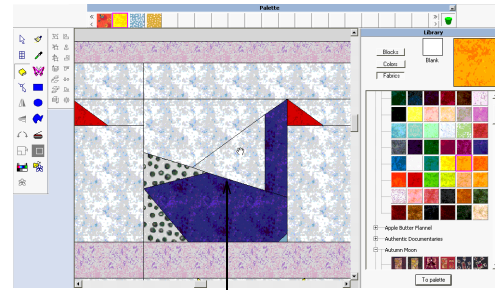 Palette
Library
Blocks
Colors
Fabrics
Blank
Apple Butter Flannel
Authentic Documentaries
Autumn Moon
To palette